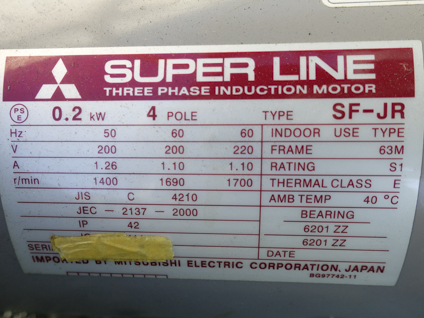 SUPER LINE
THREE PHASE INDUCTION MOTOR
PS E 0.2 kW 4 POLE TYPE SF-JR
Hz 50 60 60 INDOOR USE TYPE
V 200 200 220 FRAME 63M
A 1.26 1.10 1.10 RATING S1
r/min 1400 1690 1700 THERMAL CLASS E
JIS C 4210 AMB TEMP 40 °C
JEC-2137-2000 BEARING
IP 42 6201 ZZ
6201 ZZ
SERIAL DATE
IMPORTED BY MITSUBISHI ELECTRIC CORPORATION, JAPAN
BG97742-11